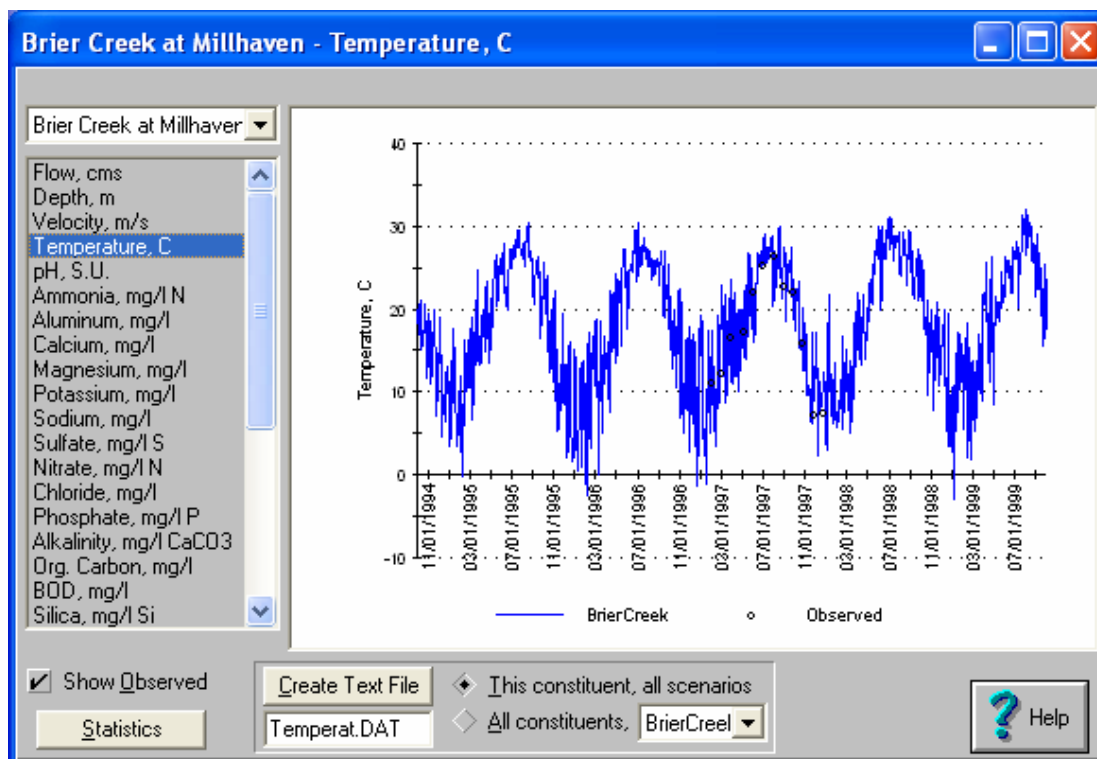 Brier Creek at Millhaven - Temperature, C
Brier Creek at Millhaver
Flow, cms
Depth, m
Velocity, m/s
Temperature, C
pH, S.U.
Ammonia, mg/l N
Aluminum, mg/l
Calcium, mg/l
Magnesium, mg/l
Potassium, mg/l
Sodium, mg/l
Sulfate, mg/l S
Nitrate, mg/l N
Chloride, mg/l
Phosphate, mg/l P
Alkalinity, mg/l CaCO3
Org. Carbon, mg/l
BOD, mg/l
Silica, mg/l Si
Temperature, C
40
30
20
10
0
-10
11/01/1994
03/01/1995
07/01/1995
11/01/1995
03/01/1996
07/01/1996
11/01/1996
03/01/1997
07/01/1997
11/01/1997
03/01/1998
07/01/1998
11/01/1998
03/01/1999
07/01/1999
BrierCreek
Observed
Show Observed
Statistics
Create Text File
Temperat.DAT
This constituent, all scenarios
All constituents,
BrierCreel
? Help